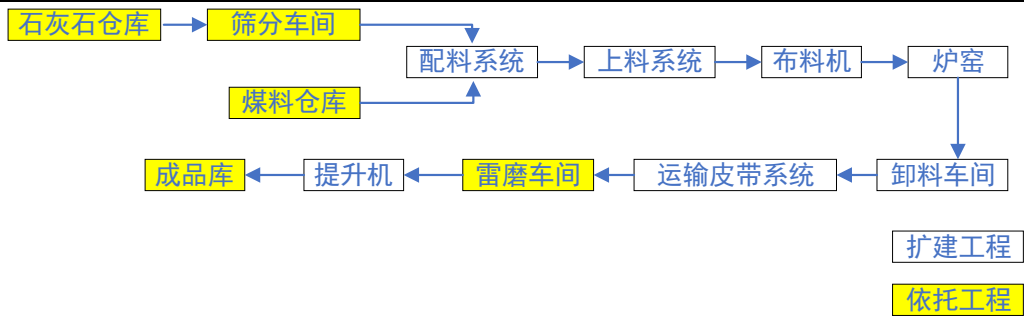 石灰石仓库 筛分车间
配料系统 上料系统 布料机 炉窑
煤料仓库
成品库 提升机 雷磨车间 运输皮带系统 卸料车间
扩建工程
依托工程